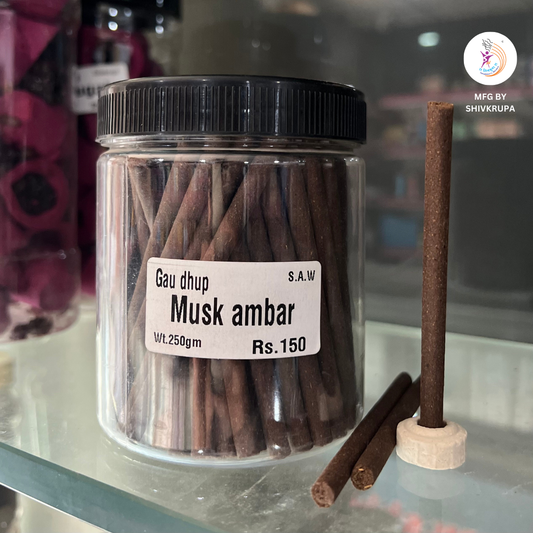 MFG BY
SHIVKRUPA
Gau dhup S.A.W
Musk ambar
Wt.250gm Rs.150